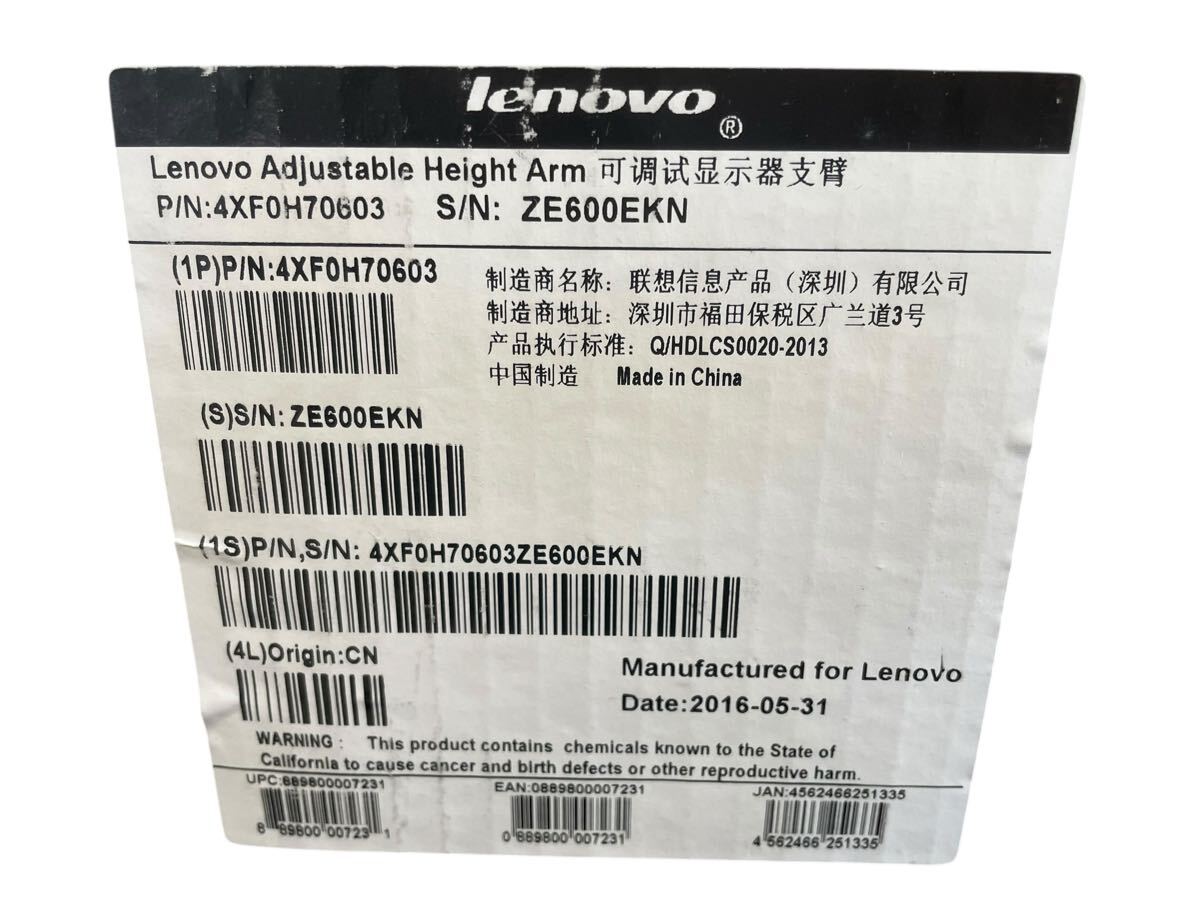 lenovo®
Lenovo Adjustable Height Arm 可调试显示器支臂
P/N:4XF0H70603 S/N: ZE600EKN
(1P)P/N:4XF0H70603
制造商名称：联想信息产品（深圳）有限公司
制造商地址：深圳市福田保税区广兰道3号
产品执行标准：Q/HDLCS0020-2013
中国制造 Made in China
(S)S/N:ZE600EKN
(1S)P/N,S/N: 4XF0H70603ZE600EKN
(4L)Origin:CN
Manufactured for Lenovo
Date:2016-05-31
WARNING : This product contains chemicals known to the State of
California to cause cancer and birth defects or other reproductive harm.
UPC:889800007231 EAN:0889800007231 JAN:4562466251335
8 89800 00723 1 0 889800 007231 4 562466 251335